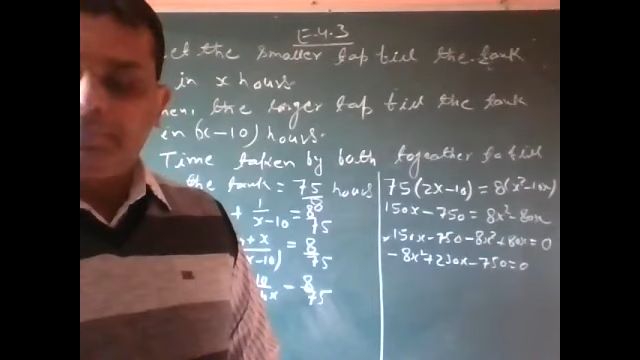 E.4.3
et the smaller tap fill the tank
in x hours.
hen, the larger tap fill the tank
in (x-10) hours.
Time taken by both togeather to fill
the tank = 75/8 hours
+ 1/x-10 = 8/75
+x/x-10) = 8/75
= 8/75
75(2x-10) = 8(x²-10x)
150x-750 = 8x²-80x
150x-750-8x²+80x=0
-8x²+230x-750=0